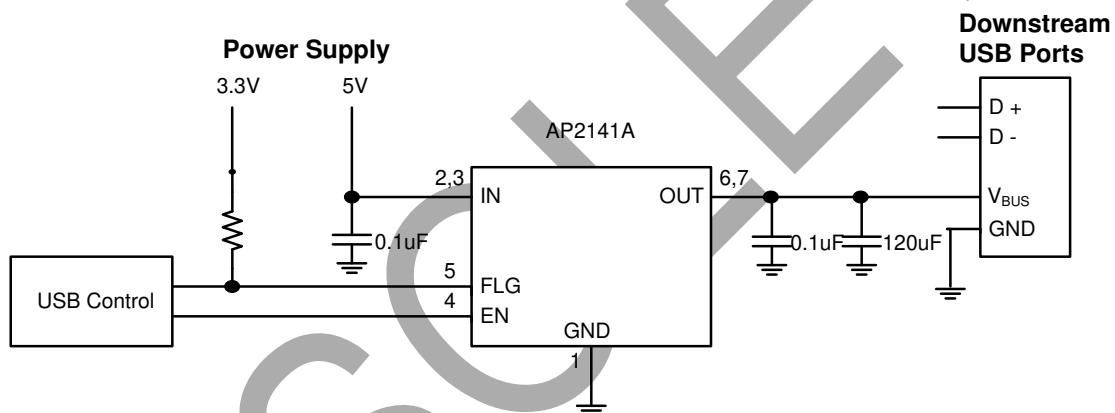 Downstream
USB Ports
Power Supply
3.3V
5V
AP2141A
D +
D -
2,3
IN
OUT
6,7
VBUS
GND
0.1uF
0.1uF
120uF
5
FLG
4
EN
USB Control
GND
1